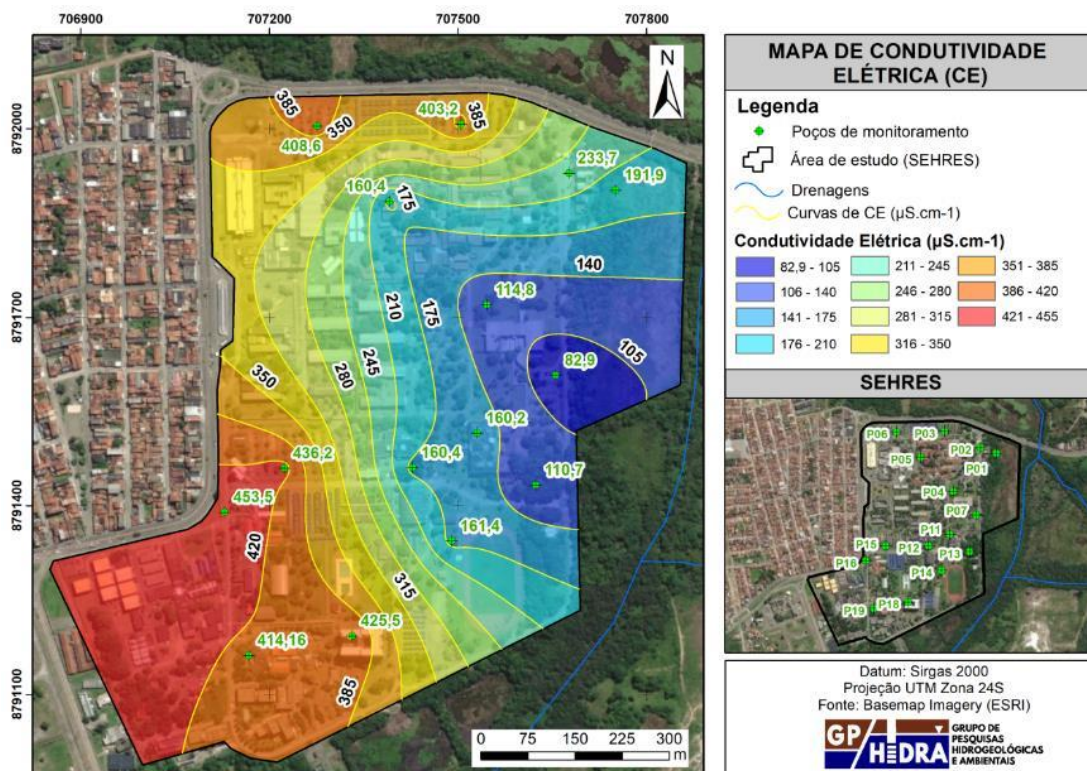 706900
707200
707500
707800
8792000
8791700
8791400
8791100
N
385
350
403,2
385
408,6
233,7
191,9
160,4
175
140
114,8
210
175
105
82,9
350
280
245
160,2
436,2
160,4
110,7
453,5
420
161,4
315
425,5
414,16
385
0 75 150 225 300
m
MAPA DE CONDUTIVIDADE
ELÉTRICA (CE)
Legenda
Poços de monitoramento
Área de estudo (SEHRES)
Drenagens
Curvas de CE (µS.cm-1)
Condutividade Elétrica (µS.cm-1)
82,9 - 105
211 - 245
351 - 385
106 - 140
246 - 280
386 - 420
141 - 175
281 - 315
421 - 455
176 - 210
316 - 350
SEHRES
P06
P03
P02
P05
P01
P04
P07
P11
P15
P12
P13
P16
P14
P18
P19
Datum: Sirgas 2000
Projeção UTM Zona 24S
Fonte: Basemap Imagery (ESRI)
GP HIDRA
GRUPO DE
PESQUISAS
HIDROGEOLÓGICAS
E AMBIENTAIS